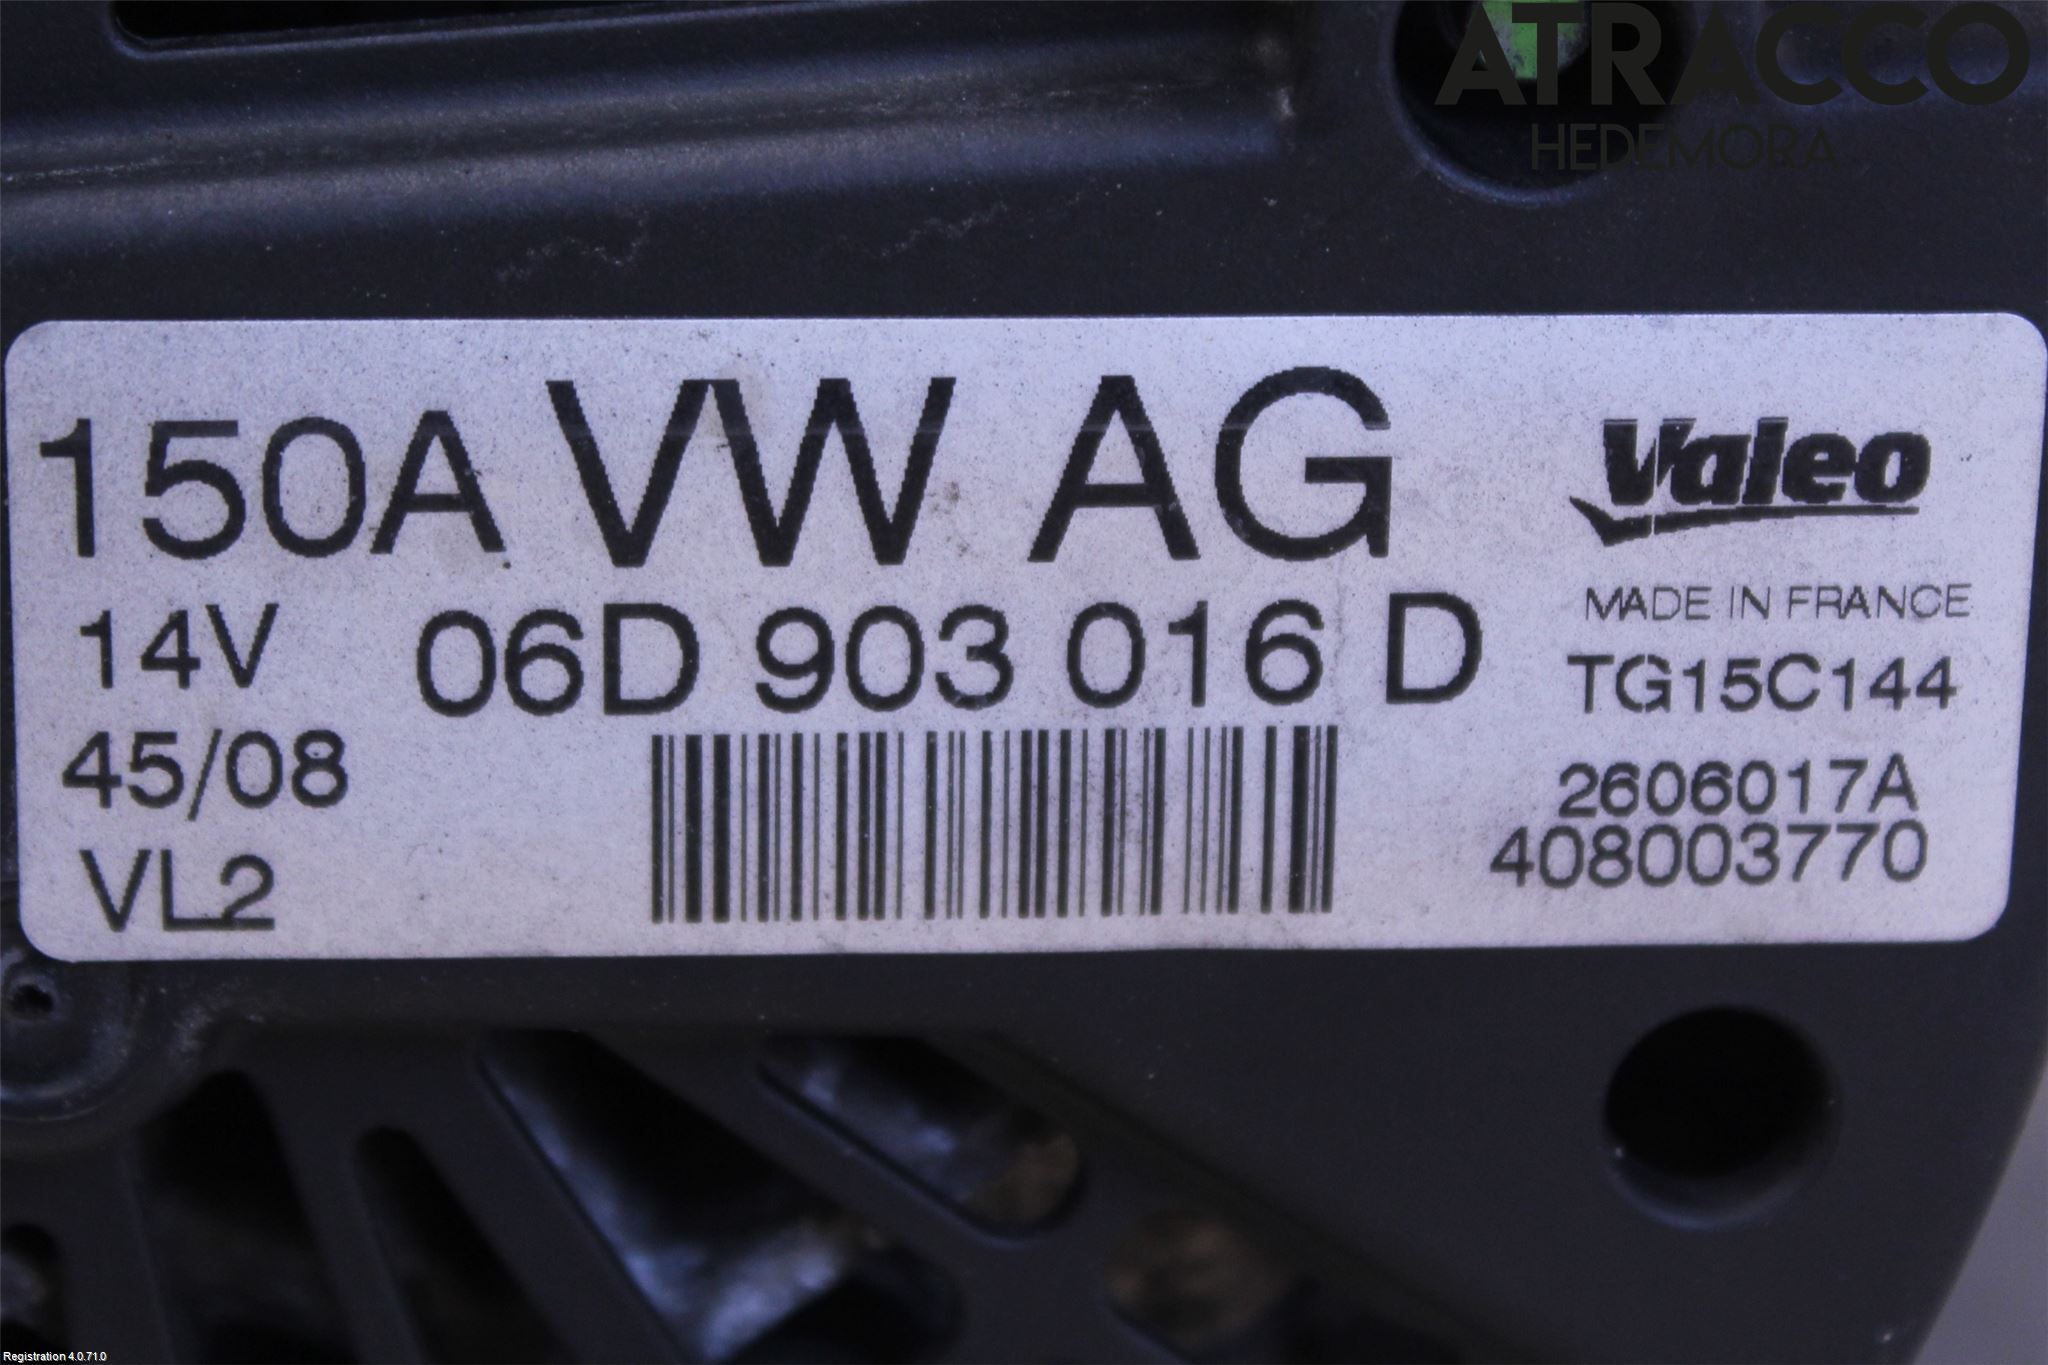 ATRACCO
HEDEMORA
150A VW AG
Valeo
MADE IN FRANCE
14V 06D 903 016 D
TG15C144
45/08
2606017A
408003770
VL2
Registration 4.0.71.0